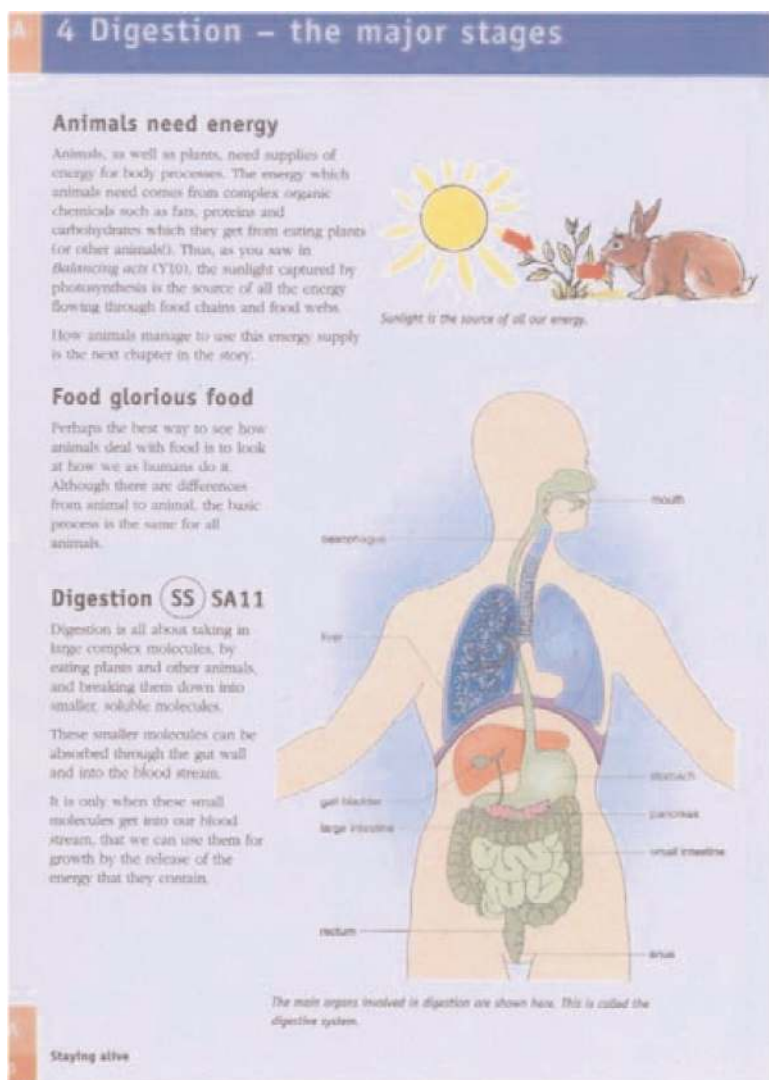 A
4 Digestion – the major stages
Animals need energy
Animals, as well as plants, need supplies of
energy for body processes. The energy which
animals need comes from complex organic
chemicals such as fats, proteins and
carbohydrates which they get from eating plants
(or other animals!). Thus, as you saw in
Balancing acts (Y10), the sunlight captured by
photosynthesis is the source of all the energy
flowing through food chains and food webs.
How animals manage to use this energy supply
is the next chapter in the story.
Sunlight is the source of all our energy.
Food glorious food
Perhaps the best way to see how
animals deal with food is to look
at how we as humans do it.
Although there are differences
from animal to animal, the basic
process is the same for all
animals.
Digestion SS SA11
Digestion is all about taking in
large complex molecules, by
eating plants and other animals,
and breaking them down into
smaller, soluble molecules.
These smaller molecules can be
absorbed through the gut wall
and into the blood stream.
It is only when these small
molecules get into our blood
stream, that we can use them for
growth by the release of the
energy that they contain.
mouth
oesophagus
liver
stomach
gall bladder
pancreas
large intestine
small intestine
rectum
anus
The main organs involved in digestion are shown here. This is called the
digestive system.
Staying alive